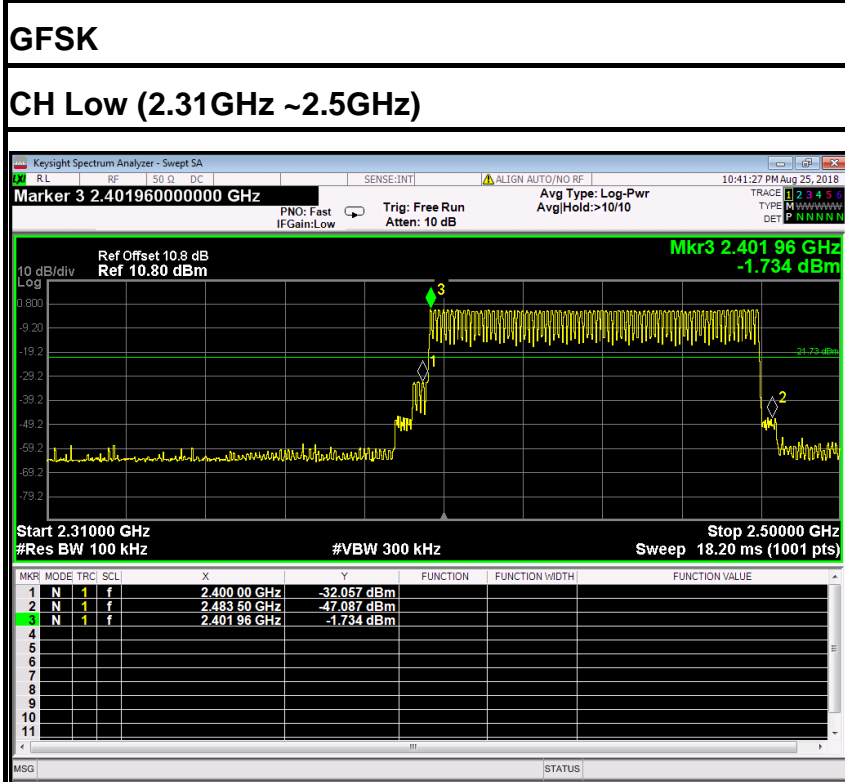 GFSK
CH Low (2.31GHz ~2.5GHz)
Keysight Spectrum Analyzer - Swept SA
LXI RL RF 50 Ω DC SENSE:INT ALIGN AUTO/NO RF 10:41:27 PM Aug 25, 2018
Marker 3 2.401960000000 GHz Avg Type: Log-Pwr TRACE 1 2 3 4 5 6
PNO: Fast Trig: Free Run Avg|Hold:>10/10 TYPE M WWWWW
IFGain:Low Atten: 10 dB DET P N N N N N
Mkr3 2.401 96 GHz
Ref Offset 10.8 dB
10 dB/div Ref 10.80 dBm -1.734 dBm
Log
3
0.800
-9.20
-19.2
-21.73 dBm
1
-29.2
-39.2
2
-49.2
-59.2
-69.2
-79.2
Start 2.31000 GHz Stop 2.50000 GHz
#Res BW 100 kHz #VBW 300 kHz Sweep 18.20 ms (1001 pts)
MKR MODE TRC SCL X Y FUNCTION FUNCTION WIDTH FUNCTION VALUE
1 N 1 f 2.400 00 GHz -32.057 dBm
2 N 1 f 2.483 50 GHz -47.087 dBm
3 N 1 f 2.401 96 GHz -1.734 dBm
4
5
6
7
8
9
10
11
MSG STATUS